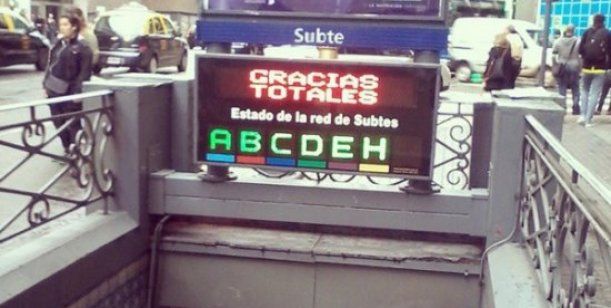 Subte
GRACIAS
TOTALES
Estado de la red de Subtes
ABCDEH